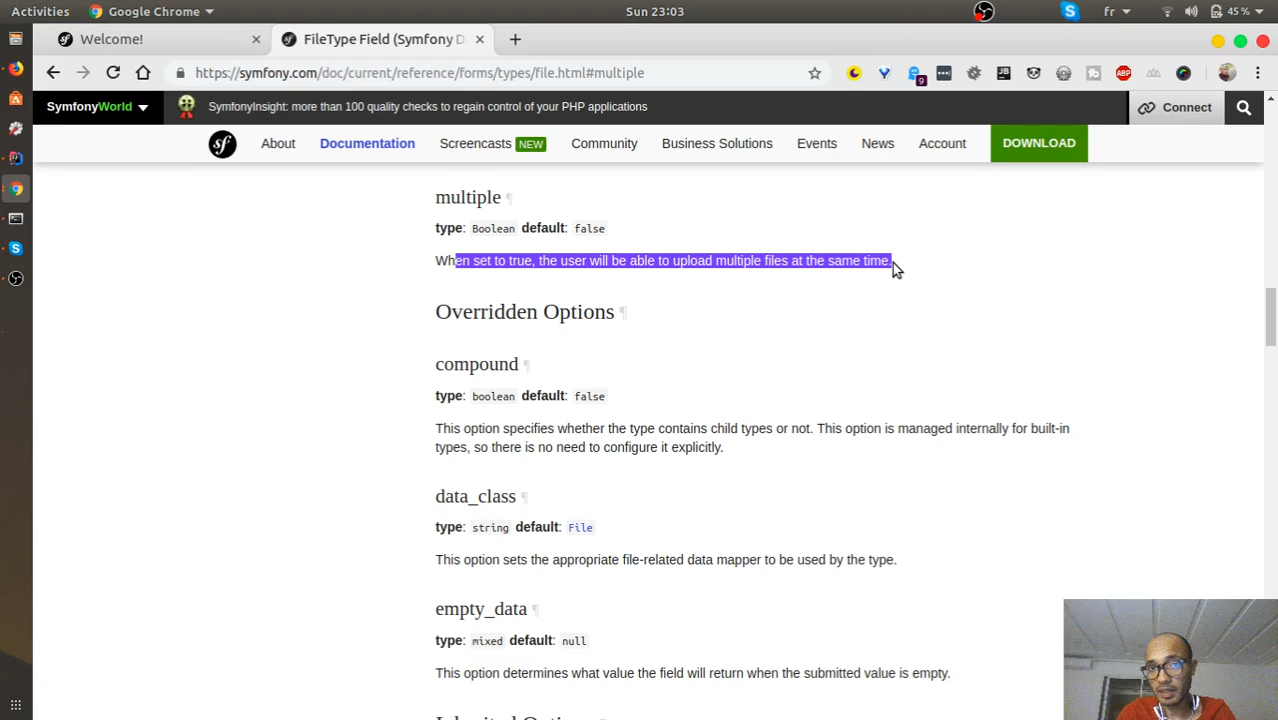 Activities Google Chrome Sun 23:03 fr 45 %
Welcome! FileType Field (Symfony D
https://symfony.com/doc/current/reference/forms/types/file.html#multiple
9 JB ABP
SymfonyWorld SymfonyInsight: more than 100 quality checks to regain control of your PHP applications Connect
sf About Documentation Screencasts NEW Community Business Solutions Events News Account DOWNLOAD
multiple ¶
type: Boolean default: false
When set to true, the user will be able to upload multiple files at the same time.
Overridden Options ¶
compound ¶
type: boolean default: false
This option specifies whether the type contains child types or not. This option is managed internally for built-in
types, so there is no need to configure it explicitly.
data_class ¶
type: string default: File
This option sets the appropriate file-related data mapper to be used by the type.
empty_data ¶
type: mixed default: null
This option determines what value the field will return when the submitted value is empty.
Inherited Options ¶